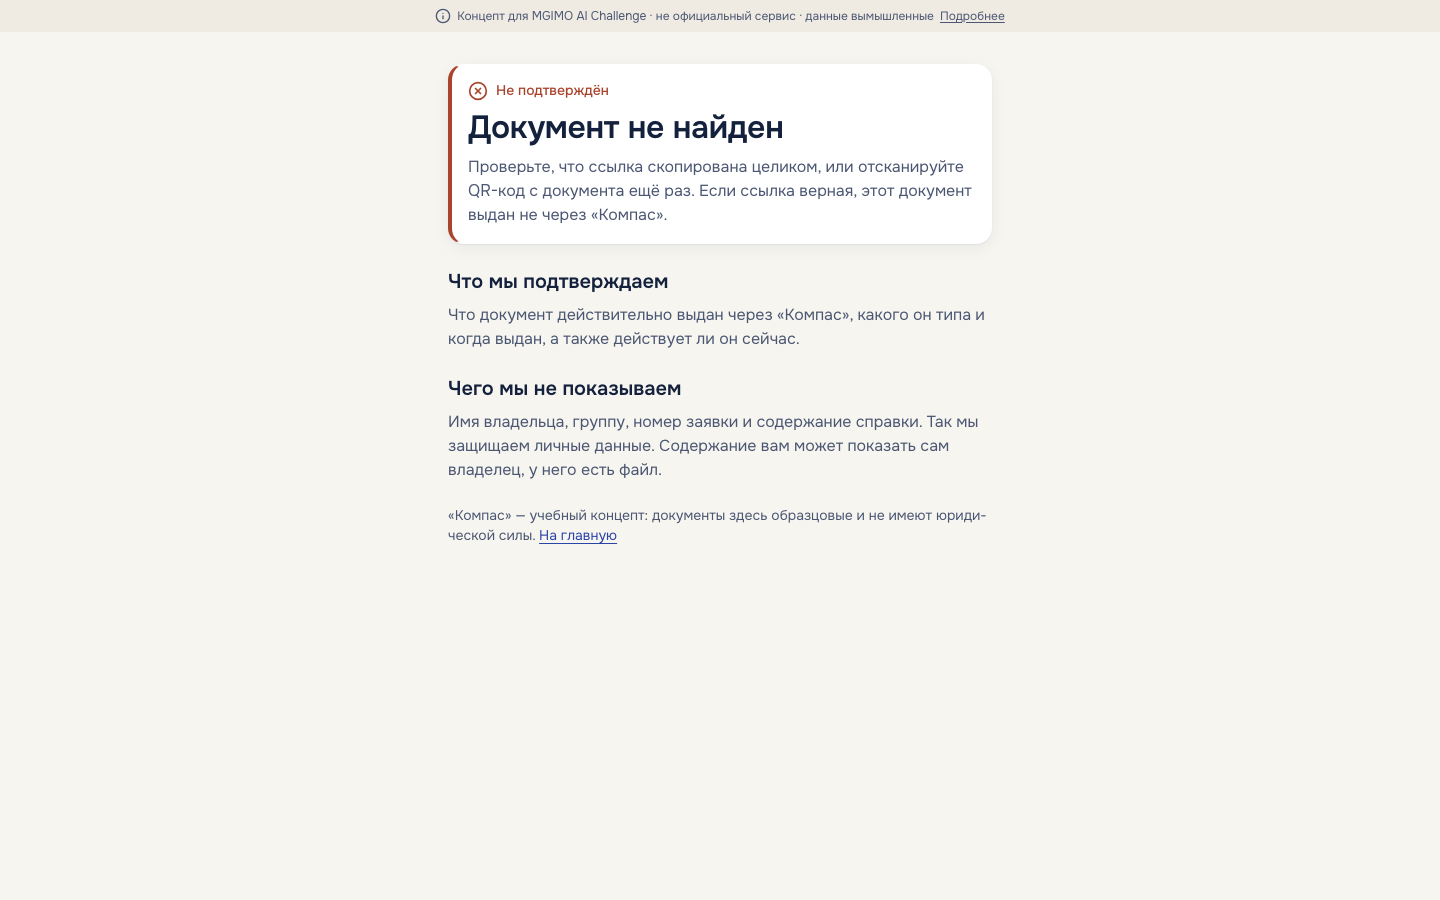 Концепт для MGIMO AI Challenge · не официальный сервис · данные вымышленные Подробнее
Не подтверждён
Документ не найден
Проверьте, что ссылка скопирована целиком, или отсканируйте
QR-код с документа ещё раз. Если ссылка верная, этот документ
выдан не через «Компас».
Что мы подтверждаем
Что документ действительно выдан через «Компас», какого он типа и
когда выдан, а также действует ли он сейчас.
Чего мы не показываем
Имя владельца, группу, номер заявки и содержание справки. Так мы
защищаем личные данные. Содержание вам может показать сам
владелец, у него есть файл.
«Компас» — учебный концепт: документы здесь образцовые и не имеют юриди-
ческой силы. На главную